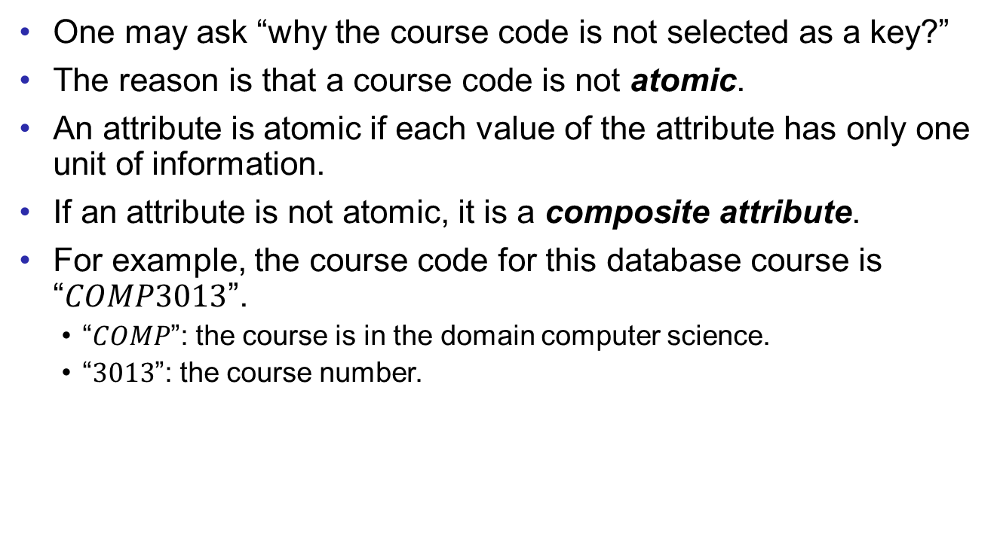 • One may ask “why the course code is not selected as a key?”
• The reason is that a course code is not atomic.
• An attribute is atomic if each value of the attribute has only one
unit of information.
• If an attribute is not atomic, it is a composite attribute.
• For example, the course code for this database course is
“COMP3013”.
• “COMP”: the course is in the domain computer science.
• “3013”: the course number.